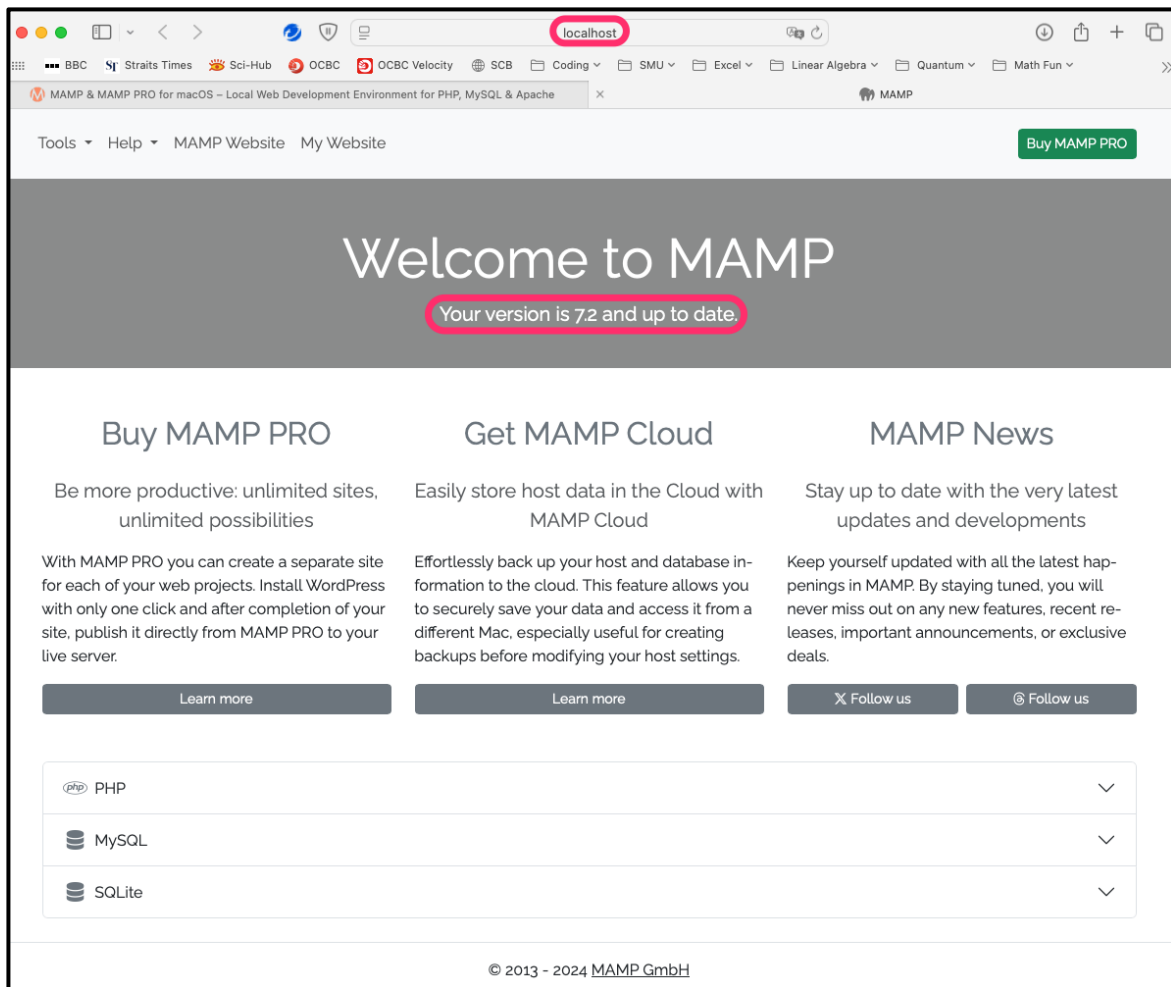 localhost
BBC ST Straits Times Sci-Hub OCBC OCBC Velocity SCB Coding SMU Excel Linear Algebra Quantum Math Fun
MAMP & MAMP PRO for macOS – Local Web Development Environment for PHP, MySQL & Apache
MAMP
Tools Help MAMP Website My Website Buy MAMP PRO
Welcome to MAMP
Your version is 7.2 and up to date.
Buy MAMP PRO
Be more productive: unlimited sites,
unlimited possibilities
With MAMP PRO you can create a separate site
for each of your web projects. Install WordPress
with only one click and after completion of your
site, publish it directly from MAMP PRO to your
live server.
Learn more
Get MAMP Cloud
Easily store host data in the Cloud with
MAMP Cloud
Effortlessly back up your host and database in-
formation to the cloud. This feature allows you
to securely save your data and access it from a
different Mac, especially useful for creating
backups before modifying your host settings.
Learn more
MAMP News
Stay up to date with the very latest
updates and developments
Keep yourself updated with all the latest hap-
penings in MAMP. By staying tuned, you will
never miss out on any new features, recent re-
leases, important announcements, or exclusive
deals.
X Follow us
Follow us
php PHP
MySQL
SQLite
© 2013 - 2024 MAMP GmbH